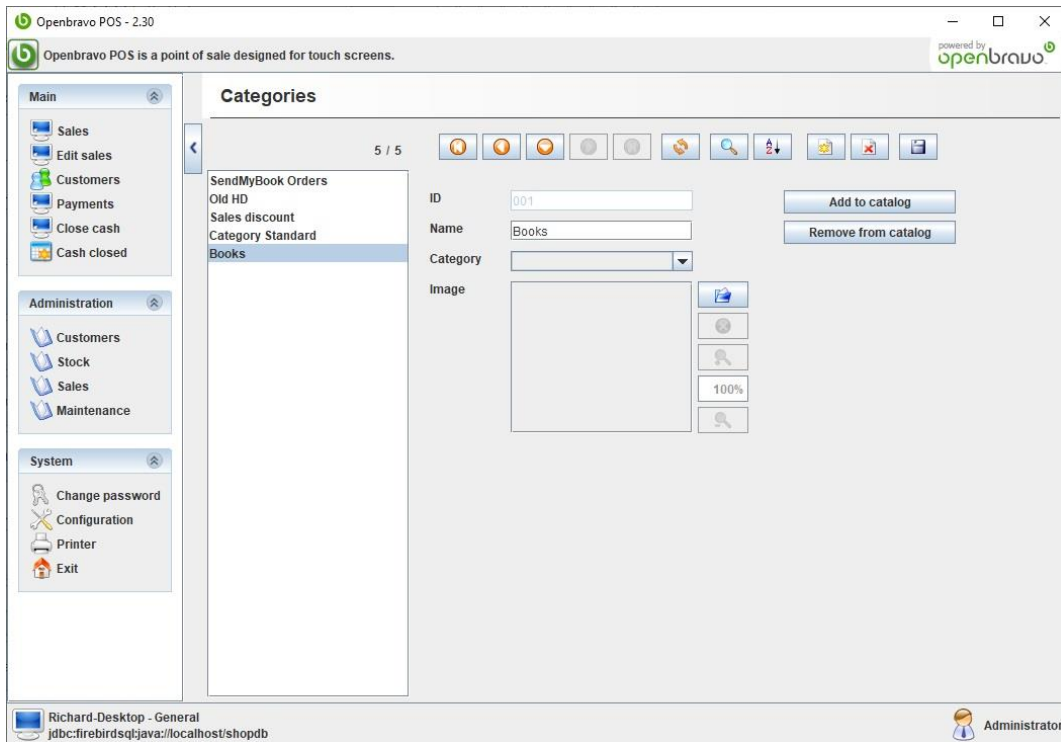 Openbravo POS - 2.30
Openbravo POS is a point of sale designed for touch screens.
powered by
openbravo
Main
Sales
Edit sales
Customers
Payments
Close cash
Cash closed
Administration
Customers
Stock
Sales
Maintenance
System
Change password
Configuration
Printer
Exit
Categories
5 / 5
SendMyBook Orders
Old HD
Sales discount
Category Standard
Books
ID
001
Name
Books
Category
Image
100%
Add to catalog
Remove from catalog
Richard-Desktop - General
jdbc:firebirdsql:java://localhost/shopdb
Administrator